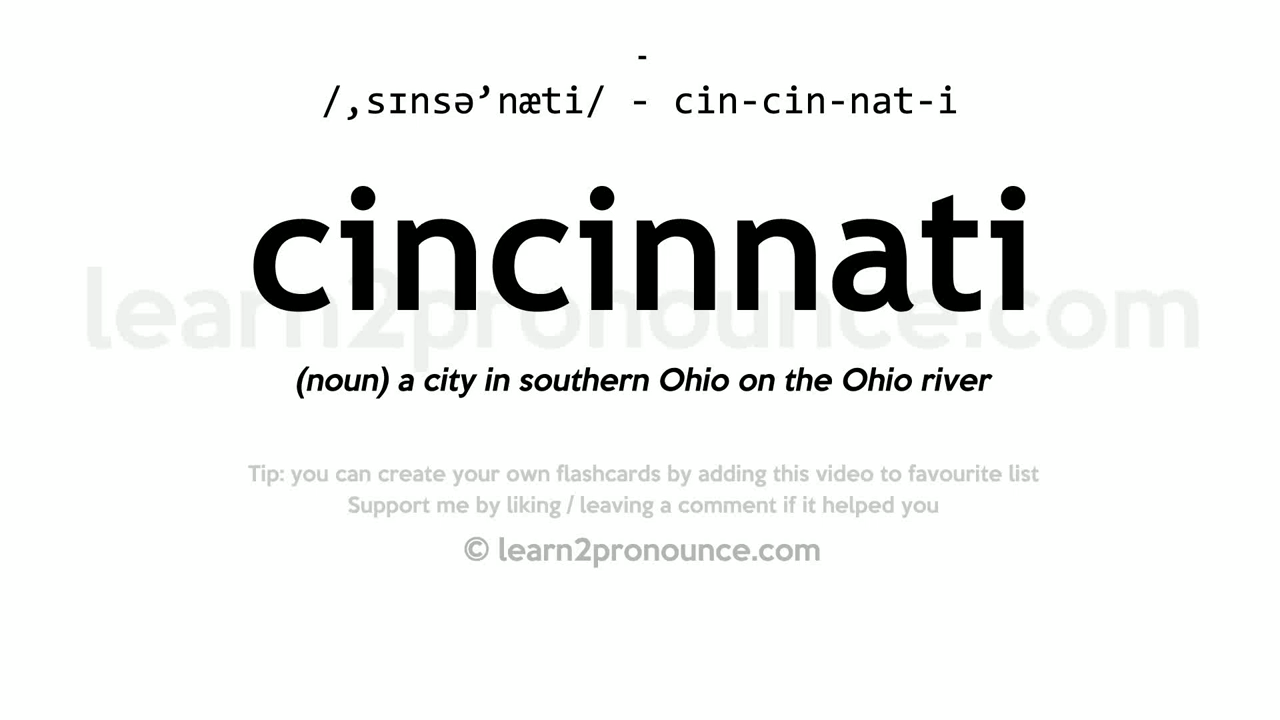 -
/,sɪnsə’næti/ - cin-cin-nat-i
cincinnati
learn2pronounce.com
(noun) a city in southern Ohio on the Ohio river
Tip: you can create your own flashcards by adding this video to favourite list
Support me by liking / leaving a comment if it helped you
© learn2pronounce.com